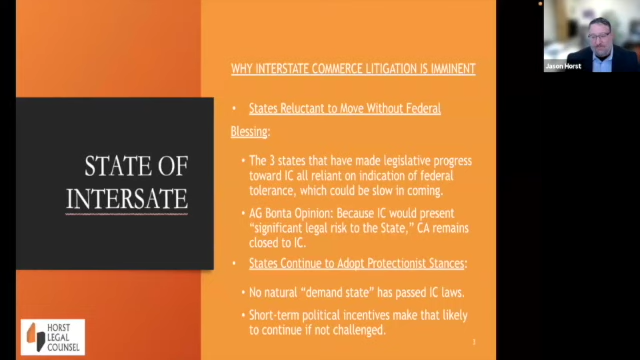 STATE OF
INTERSATE
WHY INTERSTATE COMMERCE LITIGATION IS IMMINENT
• States Reluctant to Move Without Federal
Blessing:
• The 3 states that have made legislative progress
toward IC all reliant on indication of federal
tolerance, which could be slow in coming.
• AG Bonta Opinion: Because IC would present
“significant legal risk to the State,” CA remains
closed to IC.
• States Continue to Adopt Protectionist Stances:
• No natural “demand state” has passed IC laws.
• Short-term political incentives make that likely
to continue if not challenged.
HORST
LEGAL
COUNSEL
Jason Horst